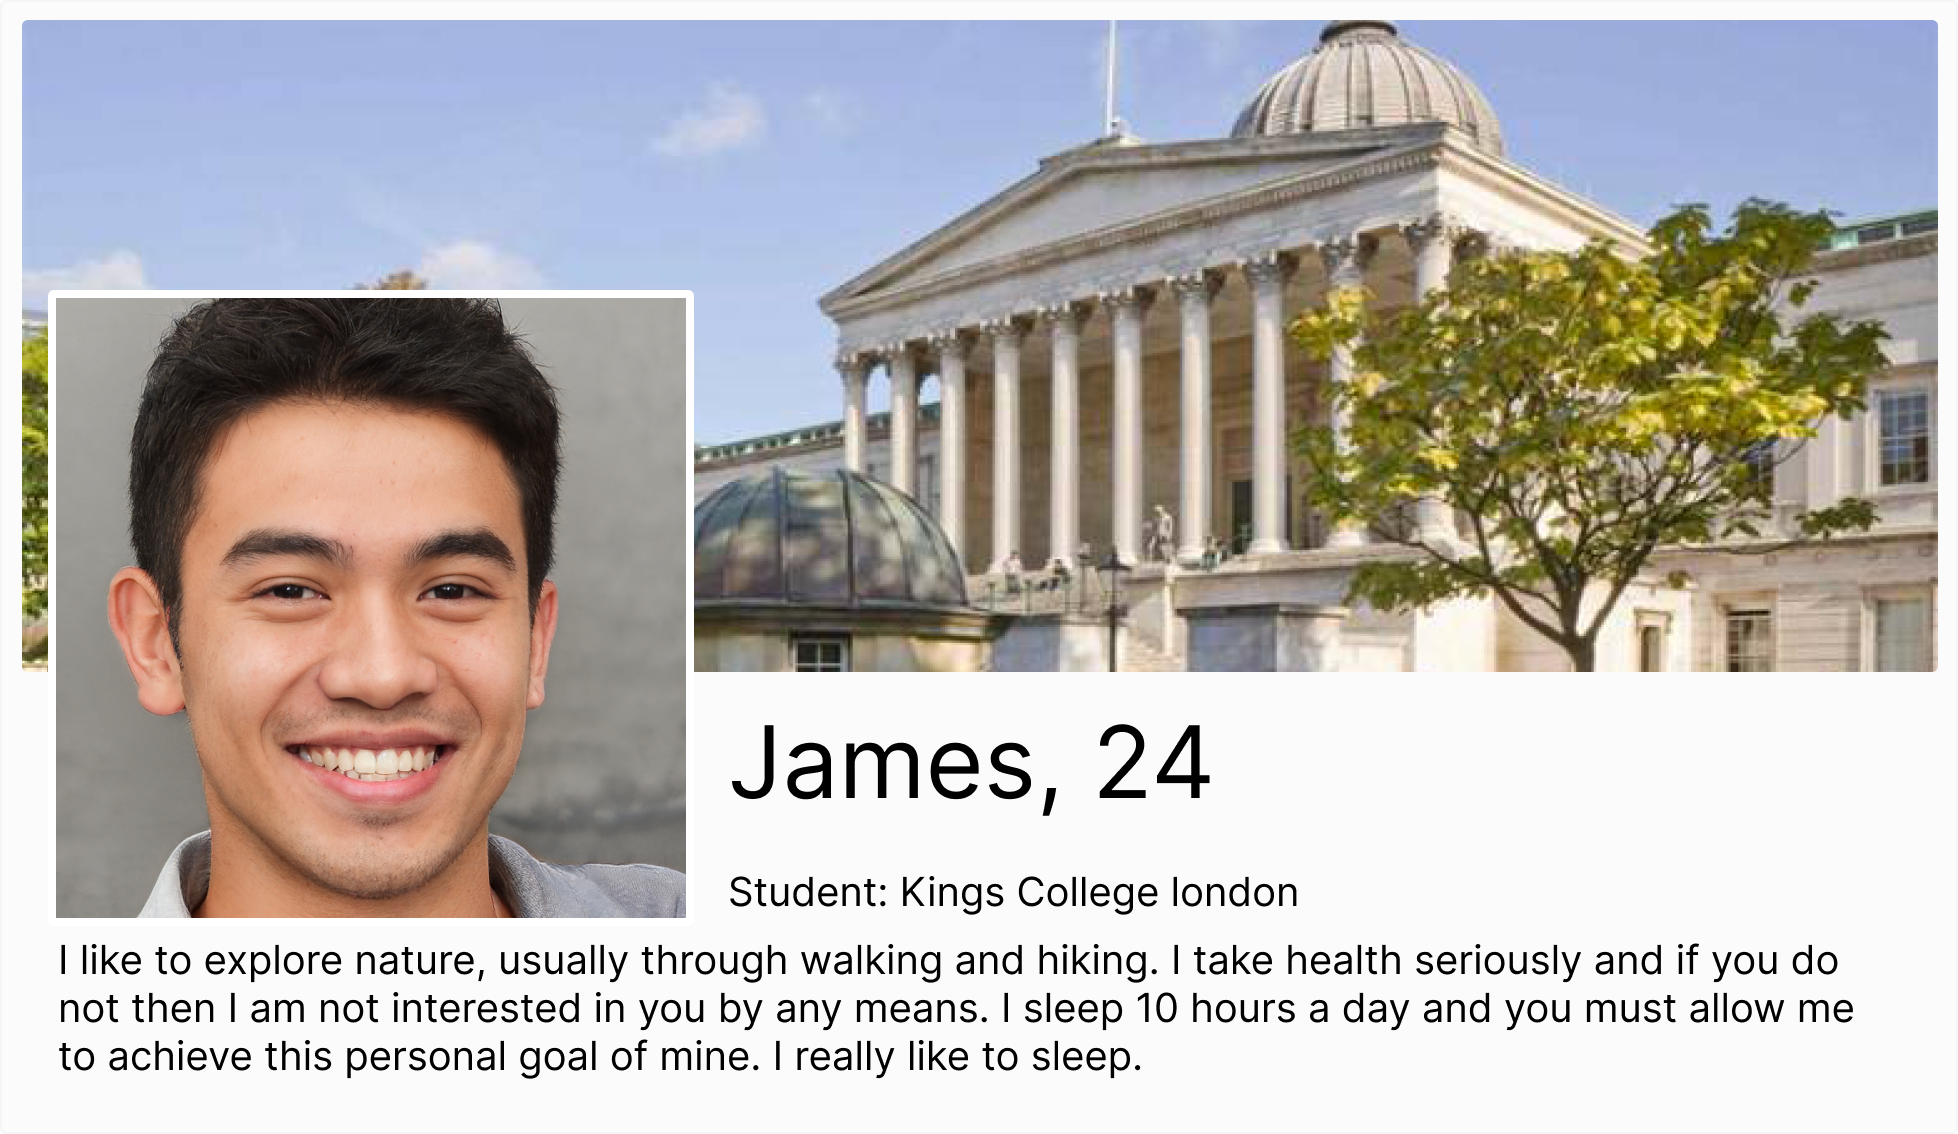 James, 24
Student: Kings College london
I like to explore nature, usually through walking and hiking. I take health seriously and if you do
not then I am not interested in you by any means. I sleep 10 hours a day and you must allow me
to achieve this personal goal of mine. I really like to sleep.